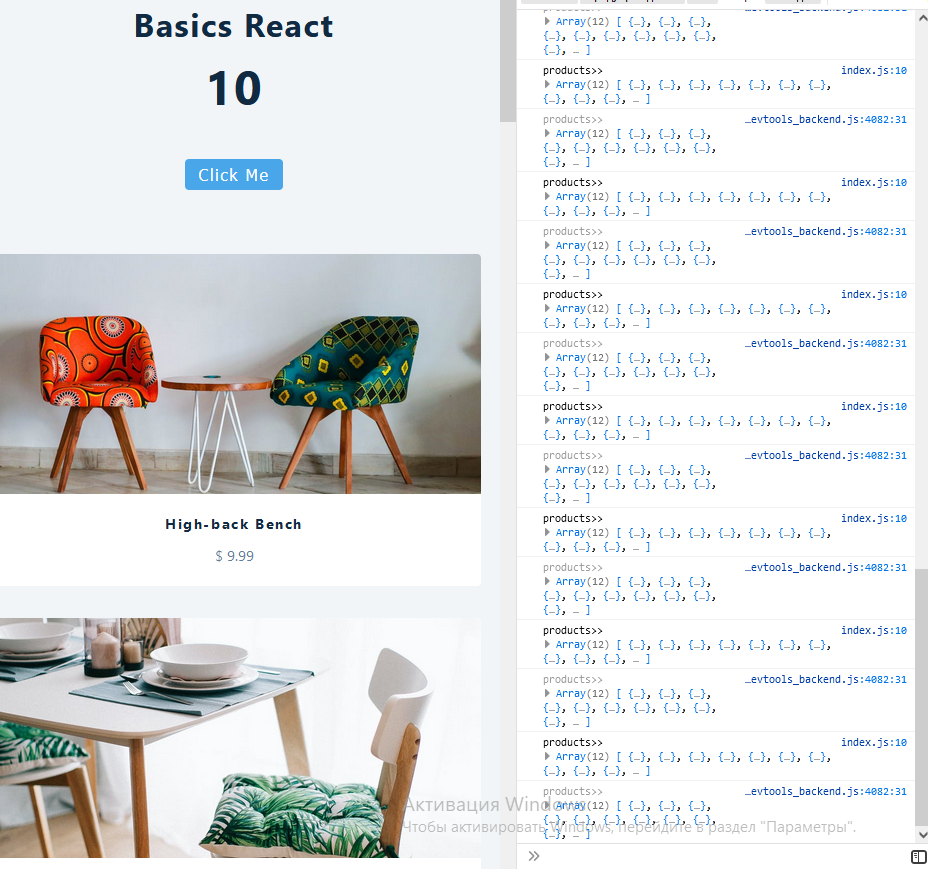 Basics React
10
Click Me
High-back Bench
$ 9.99
Array(12) [ {…}, {…}, {…},
{…}, {…}, {…}, {…}, {…}, {…},
{…}, … ]
products>> index.js:10
Array(12) [ {…}, {…}, {…}, {…}, {…}, {…}, {…},
{…}, {…}, {…}, … ]
products>> …evtools_backend.js:4082:31
Array(12) [ {…}, {…}, {…},
{…}, {…}, {…}, {…}, {…}, {…},
{…}, … ]
products>> index.js:10
Array(12) [ {…}, {…}, {…}, {…}, {…}, {…}, {…},
{…}, {…}, {…}, … ]
products>> …evtools_backend.js:4082:31
Array(12) [ {…}, {…}, {…},
{…}, {…}, {…}, {…}, {…}, {…},
{…}, … ]
products>> index.js:10
Array(12) [ {…}, {…}, {…}, {…}, {…}, {…}, {…},
{…}, {…}, {…}, … ]
products>> …evtools_backend.js:4082:31
Array(12) [ {…}, {…}, {…},
{…}, {…}, {…}, {…}, {…}, {…},
{…}, … ]
products>> index.js:10
Array(12) [ {…}, {…}, {…}, {…}, {…}, {…}, {…},
{…}, {…}, {…}, … ]
products>> …evtools_backend.js:4082:31
Array(12) [ {…}, {…}, {…},
{…}, {…}, {…}, {…}, {…}, {…},
{…}, … ]
products>> index.js:10
Array(12) [ {…}, {…}, {…}, {…}, {…}, {…}, {…},
{…}, {…}, {…}, … ]
products>> …evtools_backend.js:4082:31
Array(12) [ {…}, {…}, {…},
{…}, {…}, {…}, {…}, {…}, {…},
{…}, … ]
products>> index.js:10
Array(12) [ {…}, {…}, {…}, {…}, {…}, {…}, {…},
{…}, {…}, {…}, … ]
products>> …evtools_backend.js:4082:31
Array(12) [ {…}, {…}, {…},
{…}, {…}, {…}, {…}, {…}, {…},
{…}, … ]
products>> index.js:10
Array(12) [ {…}, {…}, {…}, {…}, {…}, {…}, {…},
{…}, {…}, {…}, … ]
products>> …evtools_backend.js:4082:31
Array(12) [ {…}, {…}, {…},
{…}, {…}, {…}, {…}, {…}, {…},
{…}, … ]
Активация Windows
Чтобы активировать Windows, перейдите в раздел "Параметры".